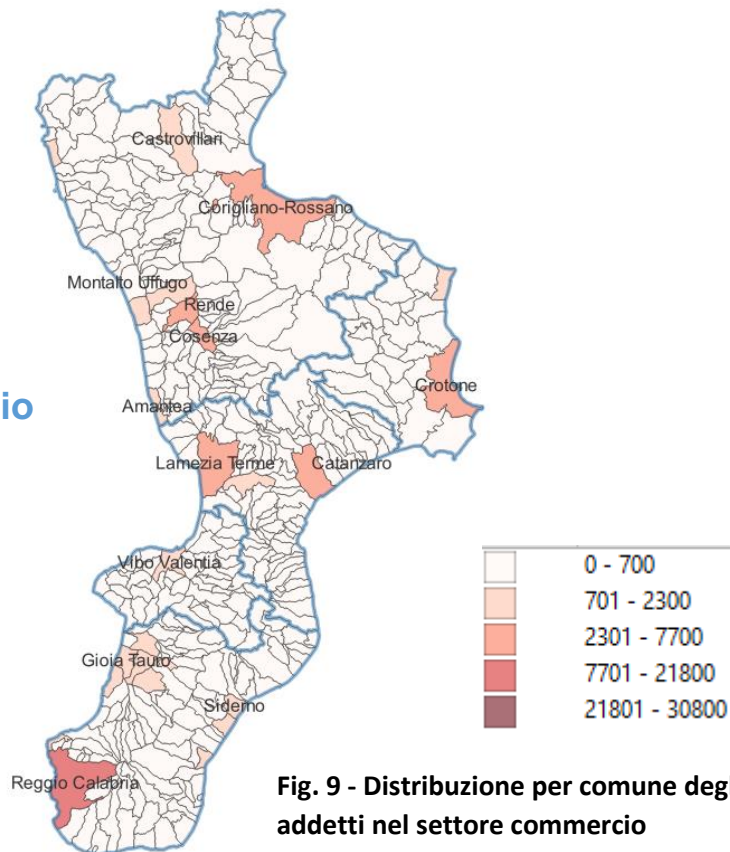 Castrovillari
Corigliano-Rossano
Montalto Uffugo
Rende
Cosenza
io
Crotone
Amantea
Lamezia Terme
Catanzaro
Vibo Valentia
0 - 700
701 - 2300
2301 - 7700
7701 - 21800
21801 - 30800
Gioia Tauro
Siderno
Reggio Calabria
Fig. 9 - Distribuzione per comune degl
addetti nel settore commercio